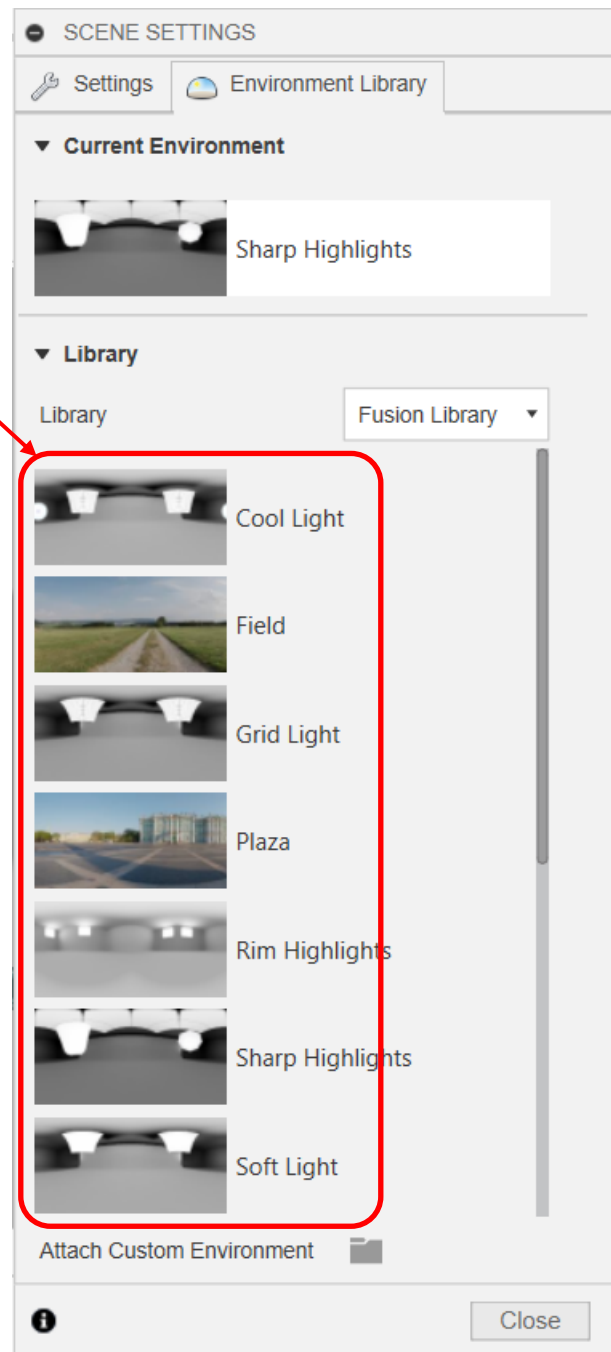 SCENE SETTINGS
Settings Environment Library
Current Environment
Sharp Highlights
Library
Library Fusion Library
Cool Light
Field
Grid Light
Plaza
Rim Highlights
Sharp Highlights
Soft Light
Attach Custom Environment
Close